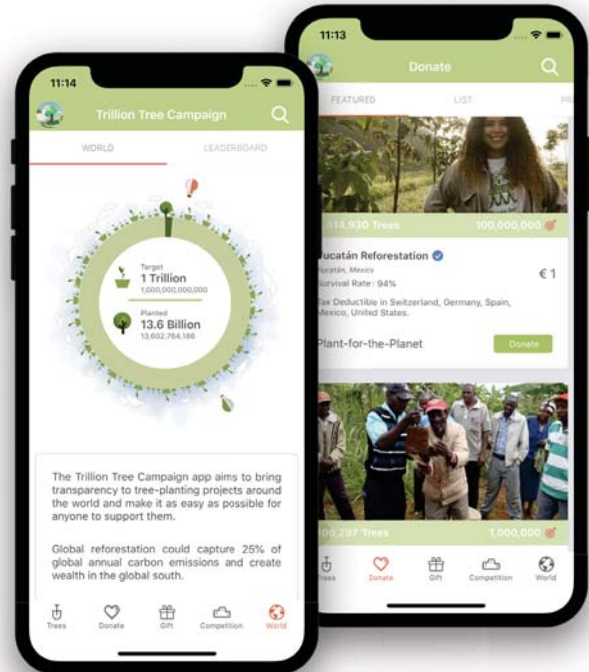 11:14
Trillion Tree Campaign
WORLD
LEADERBOARD
Target
1 Trillion
1,000,000,000,000
Planted
13.6 Billion
13,602,764,186
The Trillion Tree Campaign app aims to bring
transparency to tree-planting projects around
the world and make it as easy as possible for
anyone to support them.
Global reforestation could capture 25% of
global annual carbon emissions and create
wealth in the global south.
Trees
Donate
Gift
Competition
World
11:13
Donate
FEATURED
LIST
,414,930 Trees
100,000,000
Yucatán Reforestation
Yucatán, Mexico
€ 1
Survival Rate: 94%
Tax Deductible in Switzerland, Germany, Spain,
Mexico, United States.
Plant-for-the-Planet
Donate
00,297 Trees
1,000,000
Trees
Donate
Gift
Competition
World